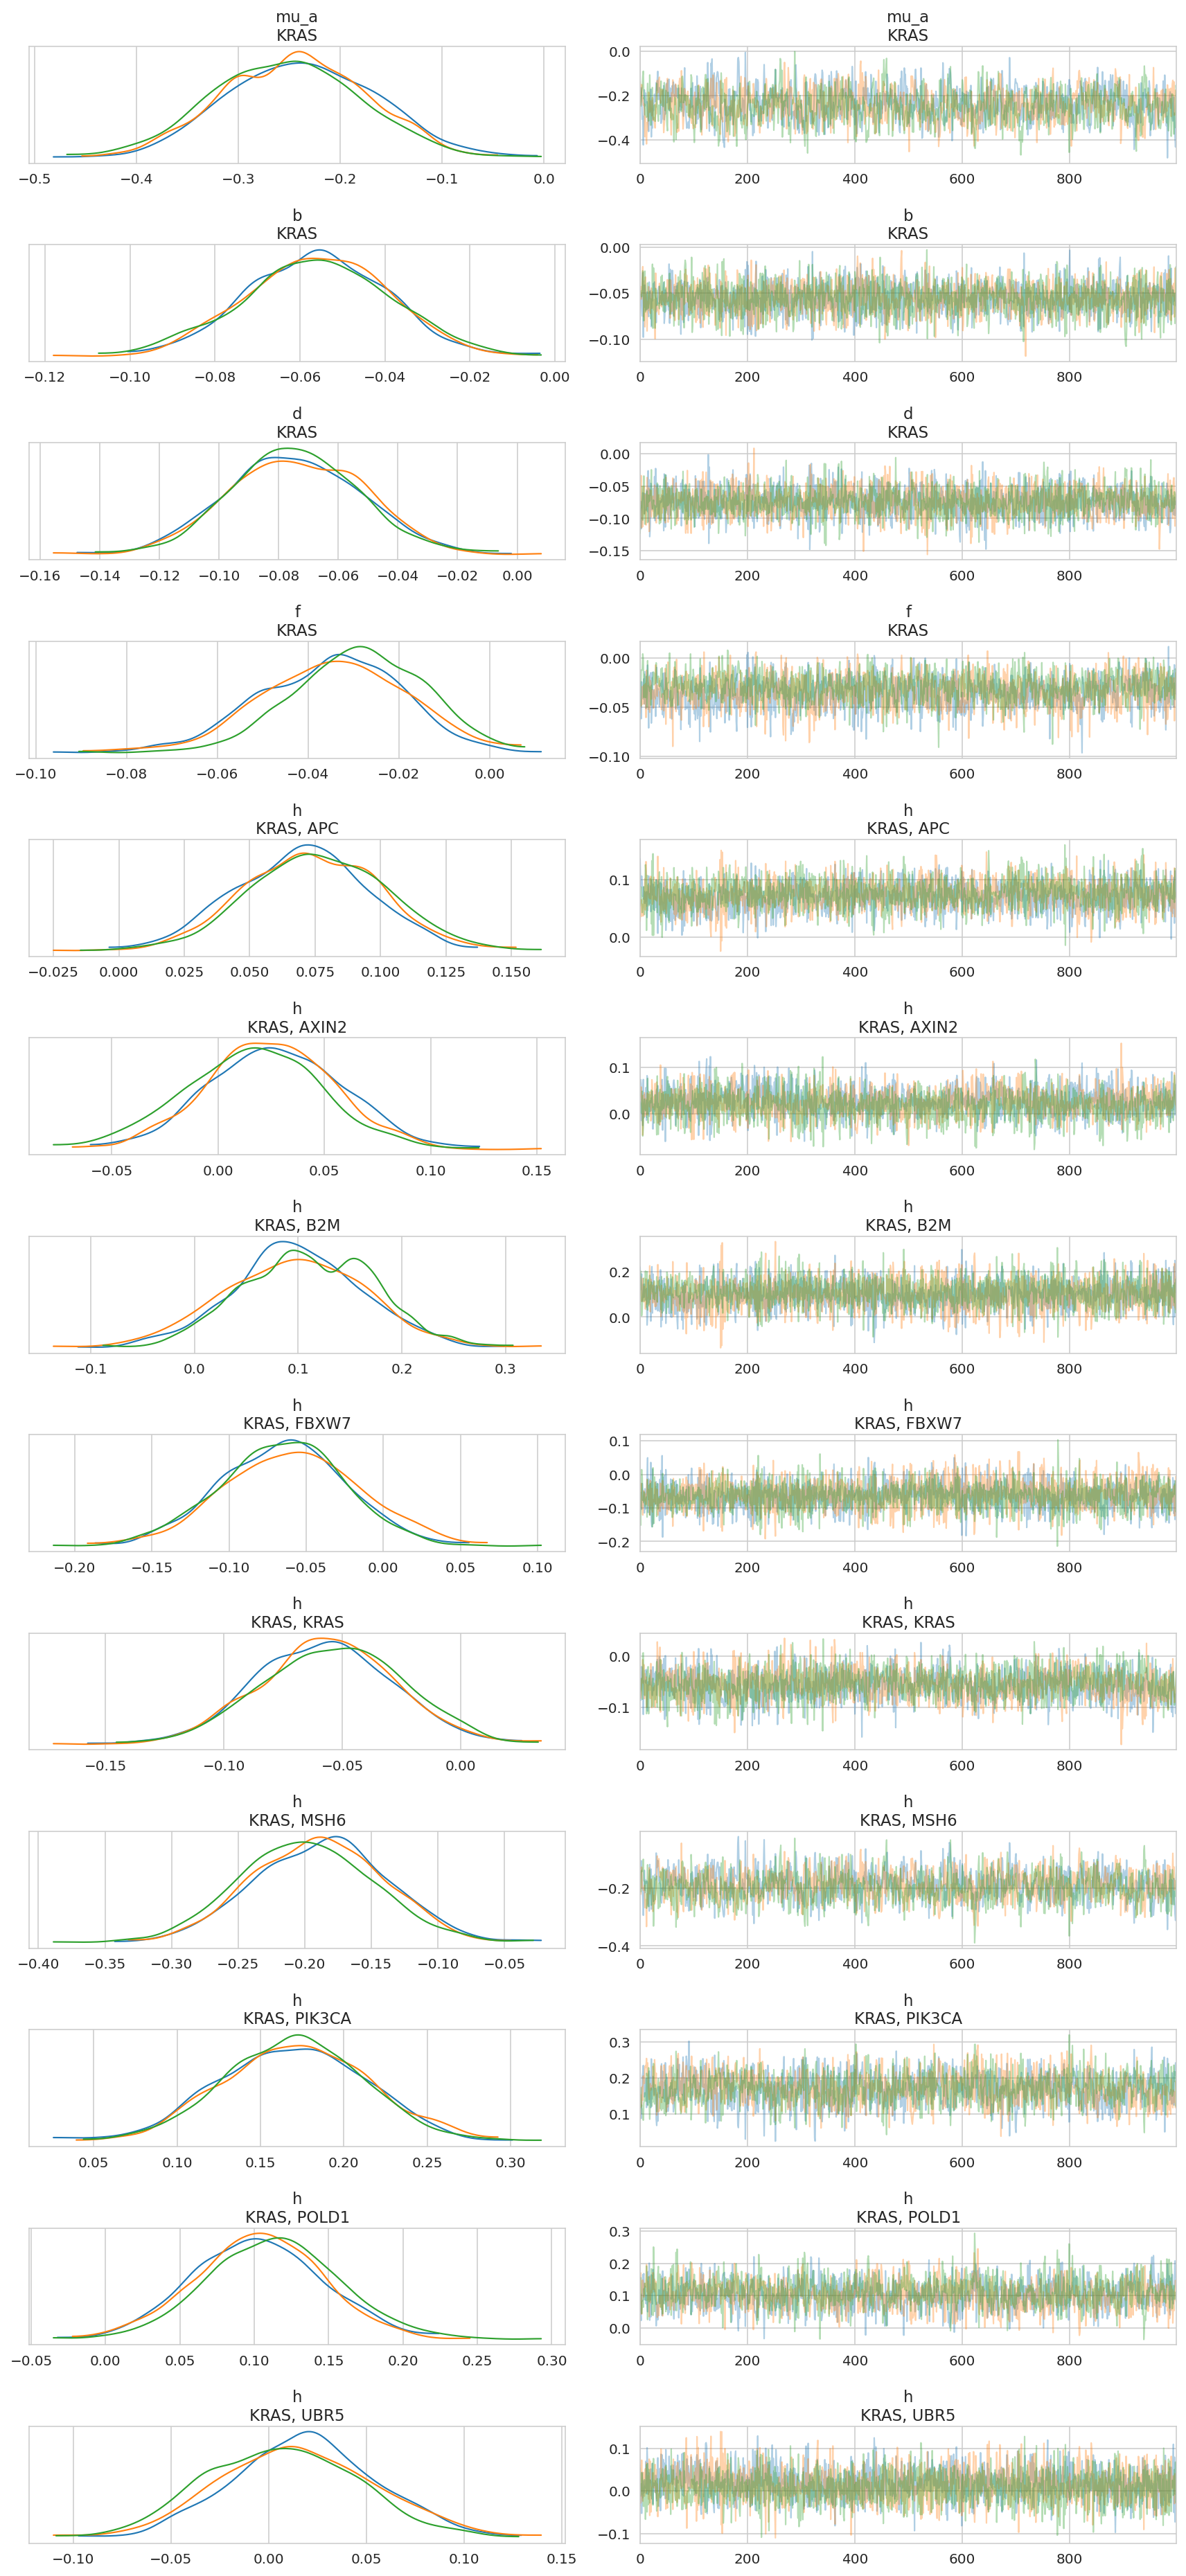 mu_a
KRAS
−0.5 −0.4 −0.3 −0.2 −0.1 0.0
mu_a
KRAS
0.0
−0.2
−0.4
0 200 400 600 800
b
KRAS
−0.12 −0.10 −0.08 −0.06 −0.04 −0.02 0.00
b
KRAS
0.00
−0.05
−0.10
0 200 400 600 800
d
KRAS
−0.16 −0.14 −0.12 −0.10 −0.08 −0.06 −0.04 −0.02 0.00
d
KRAS
0.00
−0.05
−0.10
−0.15
0 200 400 600 800
f
KRAS
−0.10 −0.08 −0.06 −0.04 −0.02 0.00
f
KRAS
0.00
−0.05
−0.10
0 200 400 600 800
h
KRAS, APC
−0.025 0.000 0.025 0.050 0.075 0.100 0.125 0.150
h
KRAS, APC
0.1
0.0
0 200 400 600 800
h
KRAS, AXIN2
−0.05 0.00 0.05 0.10 0.15
h
KRAS, AXIN2
0.1
0.0
0 200 400 600 800
h
KRAS, B2M
−0.1 0.0 0.1 0.2 0.3
h
KRAS, B2M
0.2
0.0
0 200 400 600 800
h
KRAS, FBXW7
−0.20 −0.15 −0.10 −0.05 0.00 0.05 0.10
h
KRAS, FBXW7
0.1
0.0
−0.1
−0.2
0 200 400 600 800
h
KRAS, KRAS
−0.15 −0.10 −0.05 0.00
h
KRAS, KRAS
0.0
−0.1
0 200 400 600 800
h
KRAS, MSH6
−0.40 −0.35 −0.30 −0.25 −0.20 −0.15 −0.10 −0.05
h
KRAS, MSH6
−0.2
−0.4
0 200 400 600 800
h
KRAS, PIK3CA
0.05 0.10 0.15 0.20 0.25 0.30
h
KRAS, PIK3CA
0.3
0.2
0.1
0 200 400 600 800
h
KRAS, POLD1
−0.05 0.00 0.05 0.10 0.15 0.20 0.25 0.30
h
KRAS, POLD1
0.3
0.2
0.1
0.0
0 200 400 600 800
h
KRAS, UBR5
−0.10 −0.05 0.00 0.05 0.10 0.15
h
KRAS, UBR5
0.1
0.0
−0.1
0 200 400 600 800